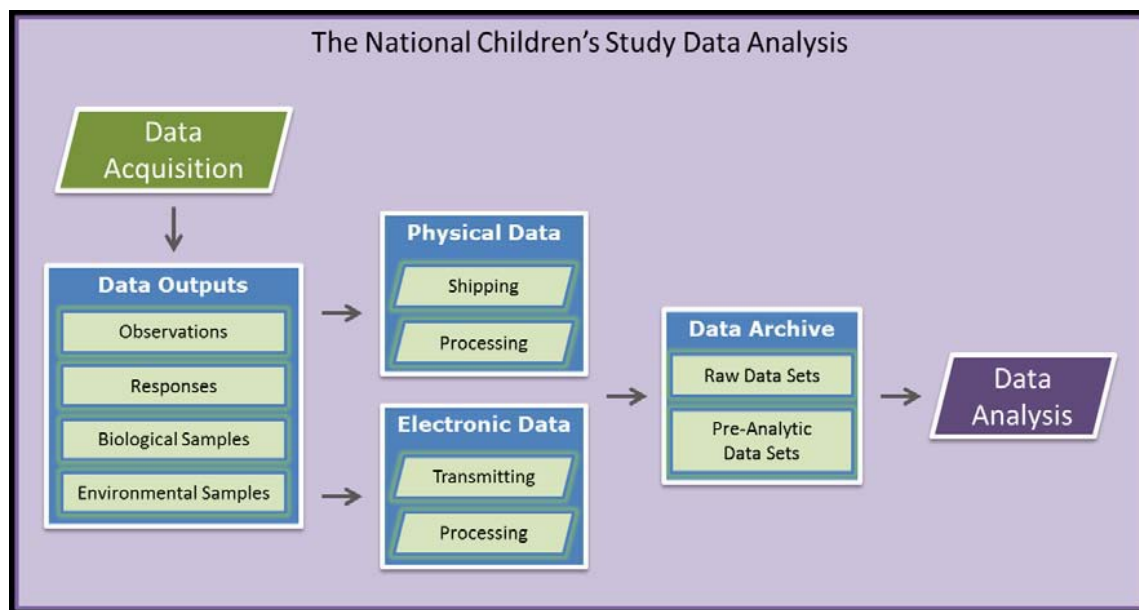 The National Children's Study Data Analysis
Data
Acquisition
Data Outputs
Observations
Responses
Biological Samples
Environmental Samples
Physical Data
Shipping
Processing
Electronic Data
Transmitting
Processing
Data Archive
Raw Data Sets
Pre-Analytic
Data Sets
Data
Analysis